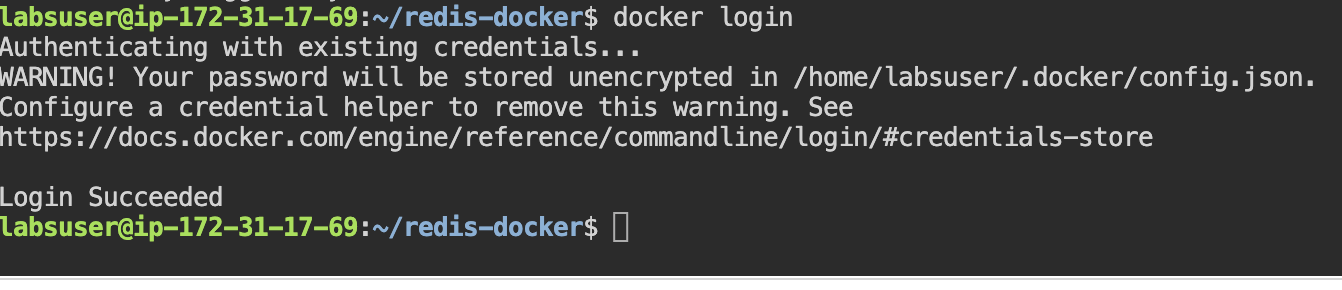 labsuser@ip-172-31-17-69:~/redis-docker$ docker login
Authenticating with existing credentials...
WARNING! Your password will be stored unencrypted in /home/labsuser/.docker/config.json.
Configure a credential helper to remove this warning. See
https://docs.docker.com/engine/reference/commandline/login/#credentials-store
Login Succeeded
labsuser@ip-172-31-17-69:~/redis-docker$